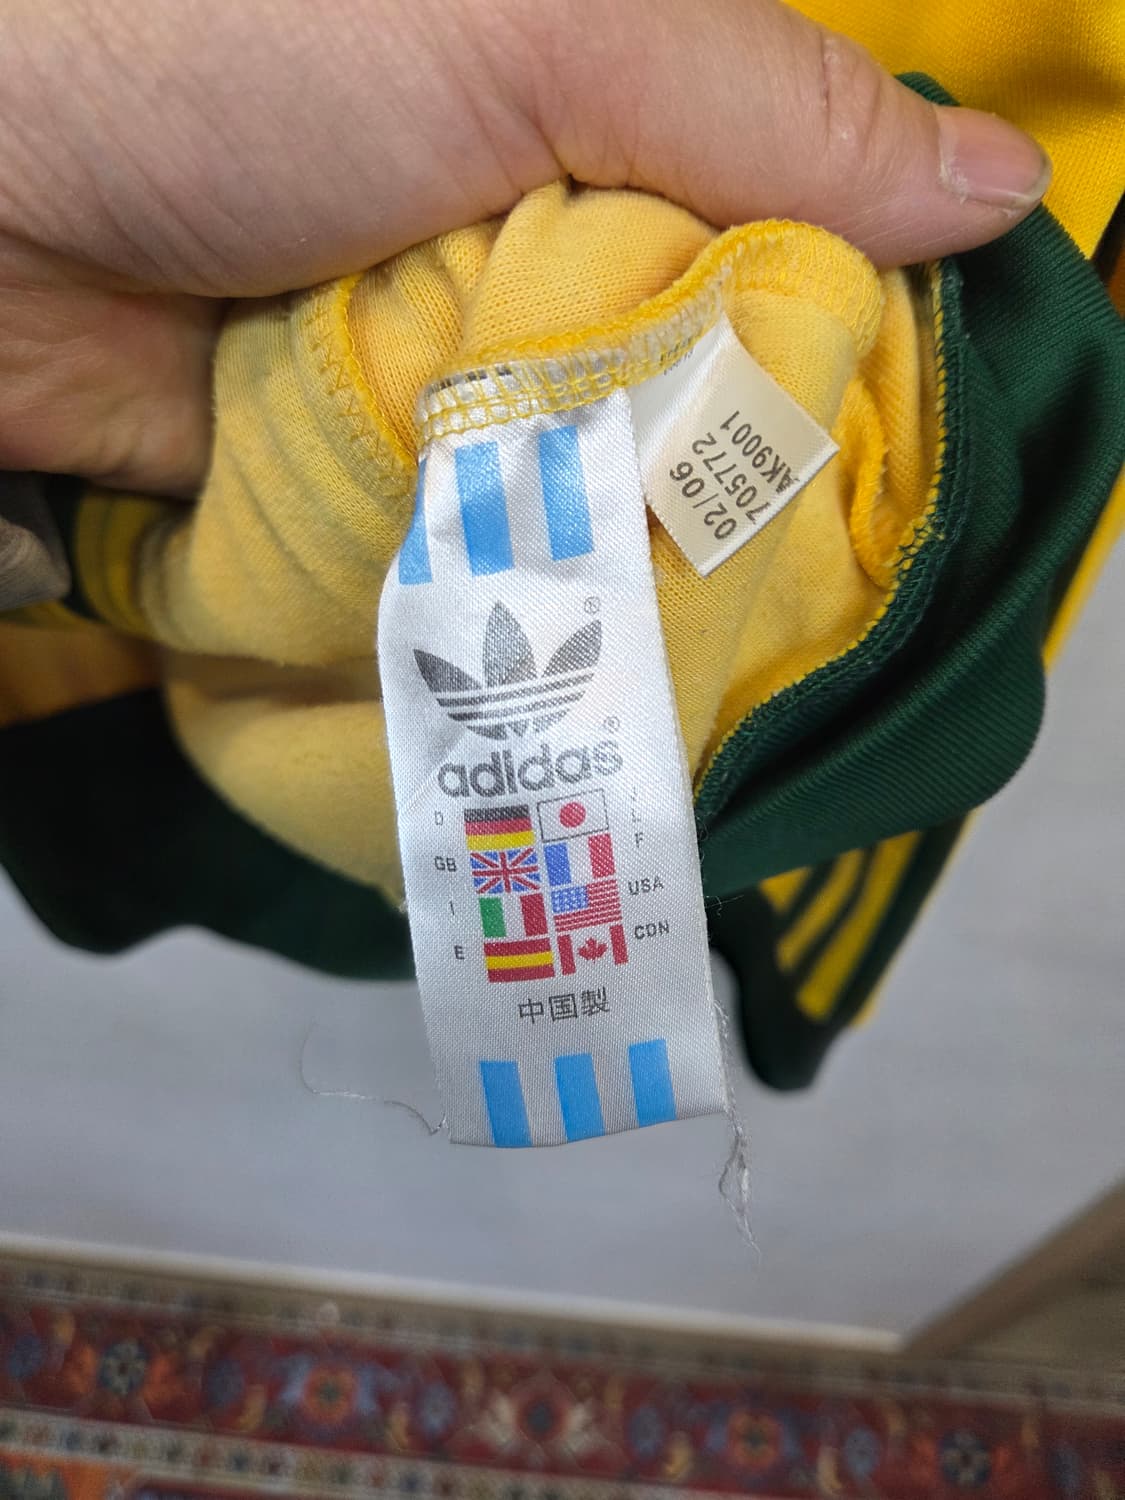 02/06
705772
AK9001
®
adidas®
D
GB
F
I
USA
E
CDN
中国製